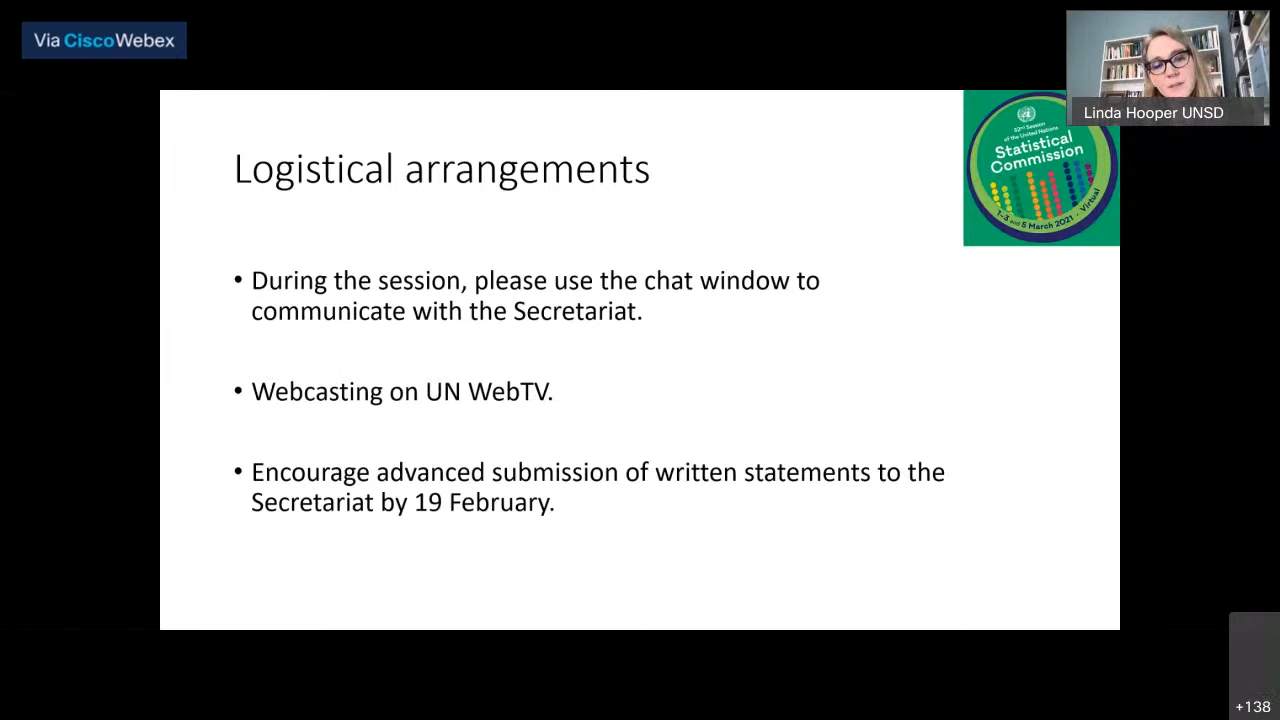 Via Cisco Webex
Linda Hooper UNSD
52nd Session
of the United Nations
Statistical
Commission
1-3 and 5 March 2021 · Virtual
Logistical arrangements
• During the session, please use the chat window to
communicate with the Secretariat.
• Webcasting on UN WebTV.
• Encourage advanced submission of written statements to the
Secretariat by 19 February.
+138